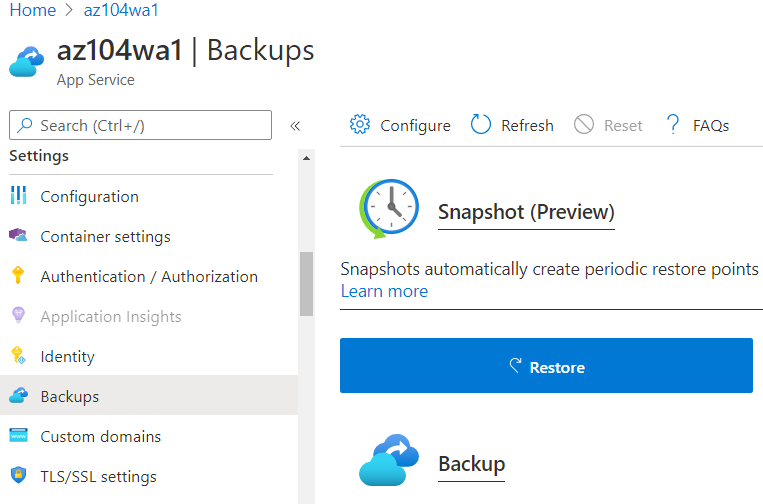 Home > az104wa1
az104wa1 | Backups
App Service
Search (Ctrl+/)
«
Configure
Refresh
Reset
? FAQs
Settings
Configuration
Container settings
Authentication / Authorization
Application Insights
Identity
Backups
Custom domains
TLS/SSL settings
Snapshot (Preview)
Snapshots automatically create periodic restore points
Learn more
Restore
Backup